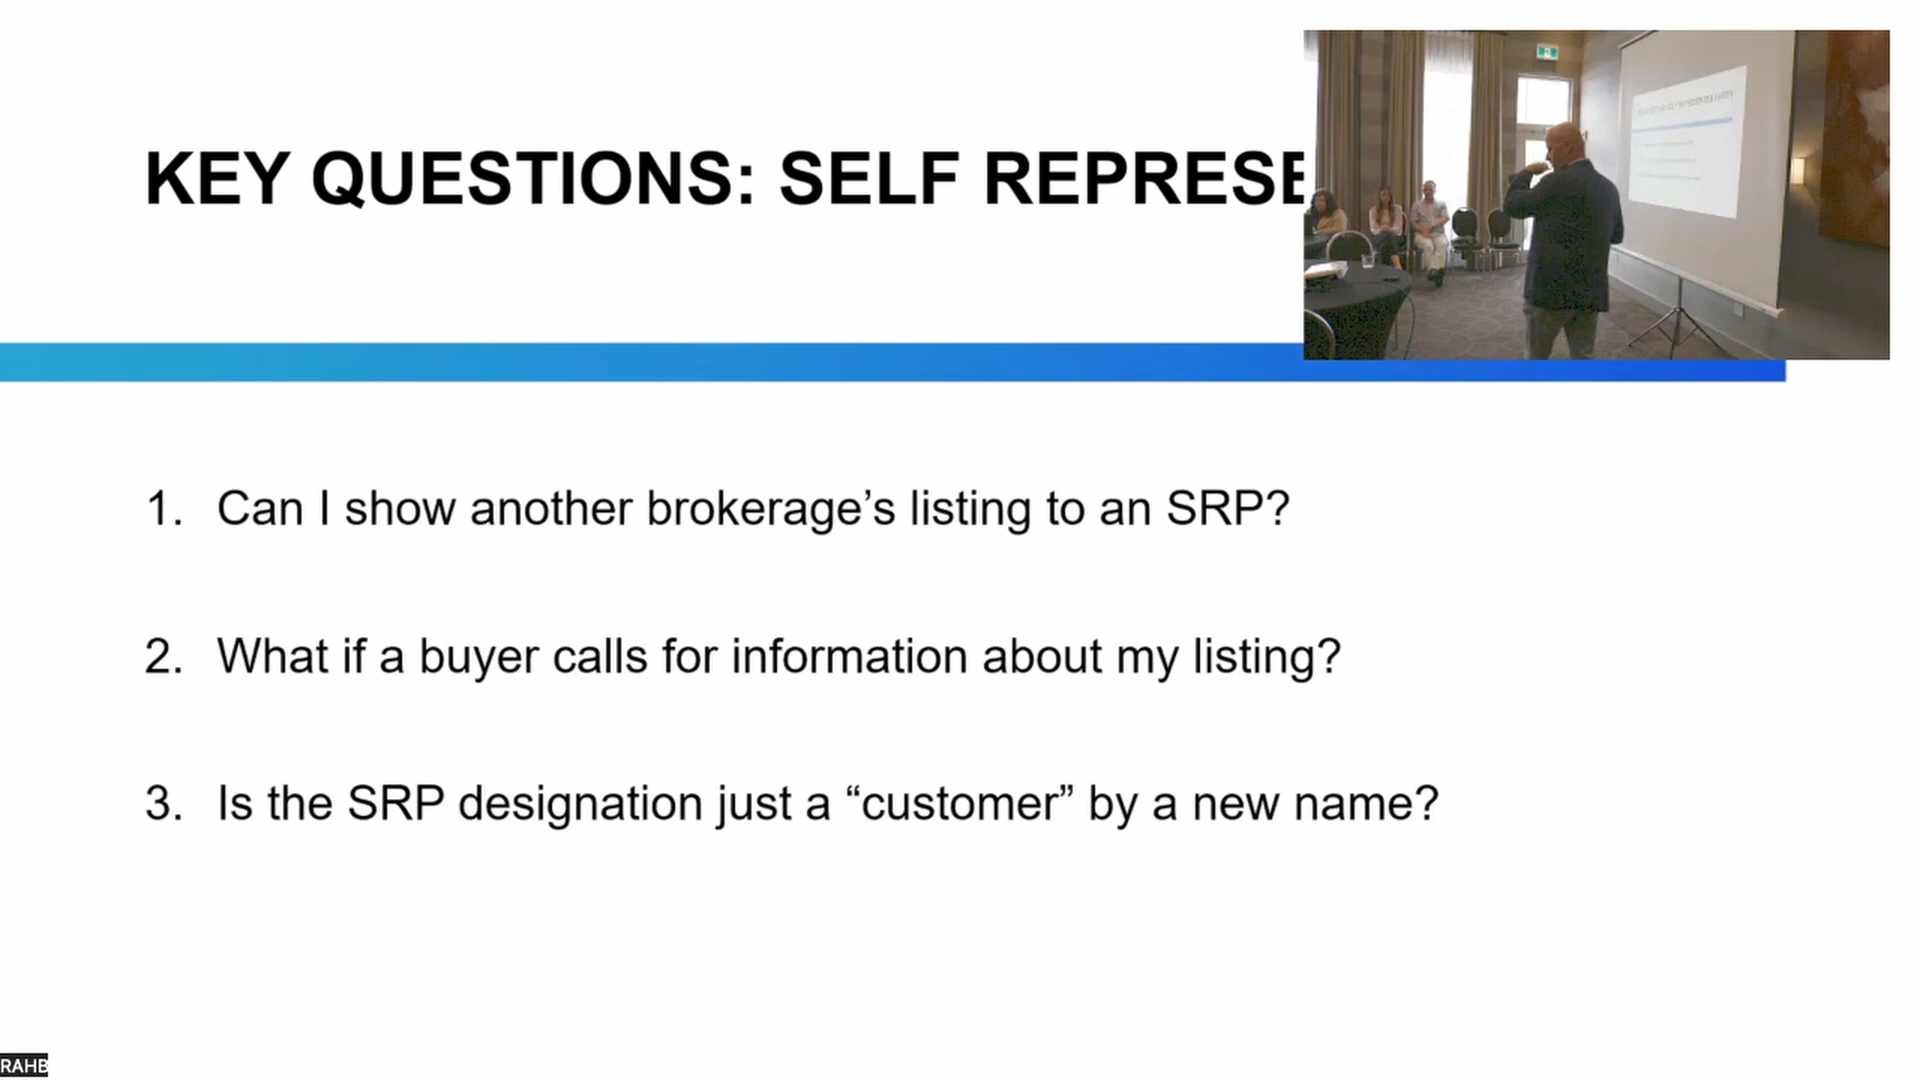 KEY QUESTIONS: SELF REPRESE
1. Can I show another brokerage’s listing to an SRP?
2. What if a buyer calls for information about my listing?
3. Is the SRP designation just a “customer” by a new name?
RAHB